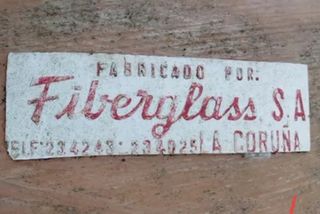 FABRICADO POR:
Fiberglass S.A
TELF: 234243: 234025 LA CORUÑA